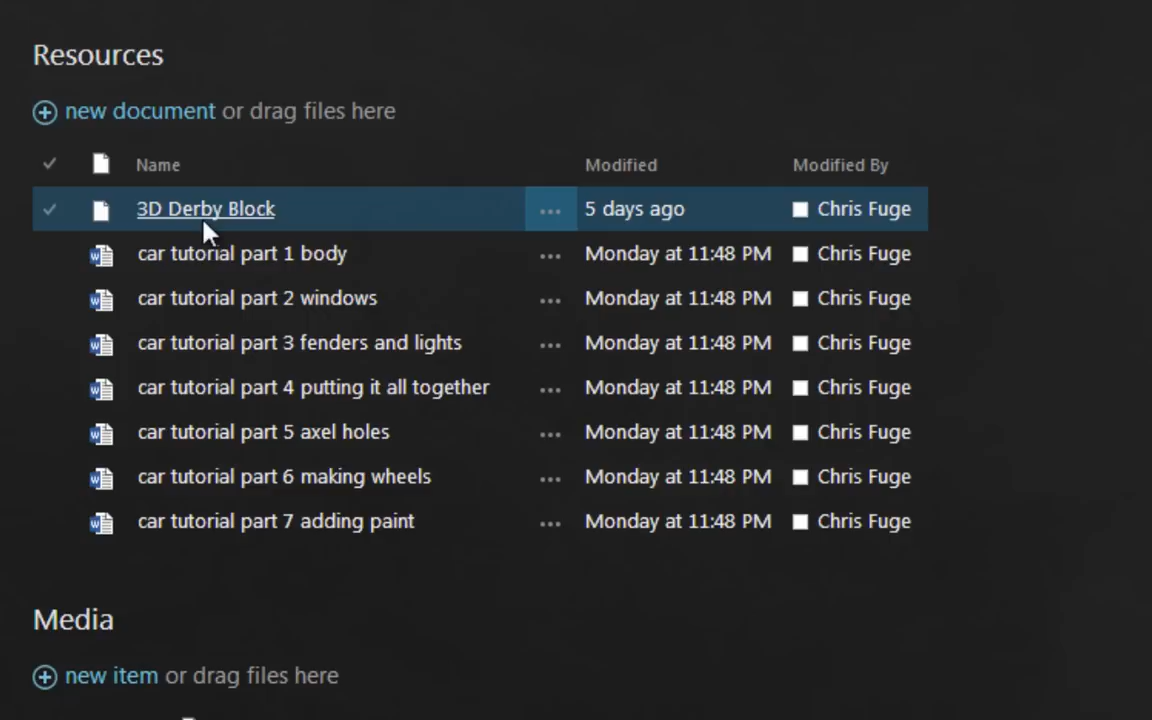 Resources
new document or drag files here
Name Modified Modified By
3D Derby Block ... 5 days ago Chris Fuge
car tutorial part 1 body ... Monday at 11:48 PM Chris Fuge
car tutorial part 2 windows ... Monday at 11:48 PM Chris Fuge
car tutorial part 3 fenders and lights ... Monday at 11:48 PM Chris Fuge
car tutorial part 4 putting it all together ... Monday at 11:48 PM Chris Fuge
car tutorial part 5 axel holes ... Monday at 11:48 PM Chris Fuge
car tutorial part 6 making wheels ... Monday at 11:48 PM Chris Fuge
car tutorial part 7 adding paint ... Monday at 11:48 PM Chris Fuge
Media
new item or drag files here